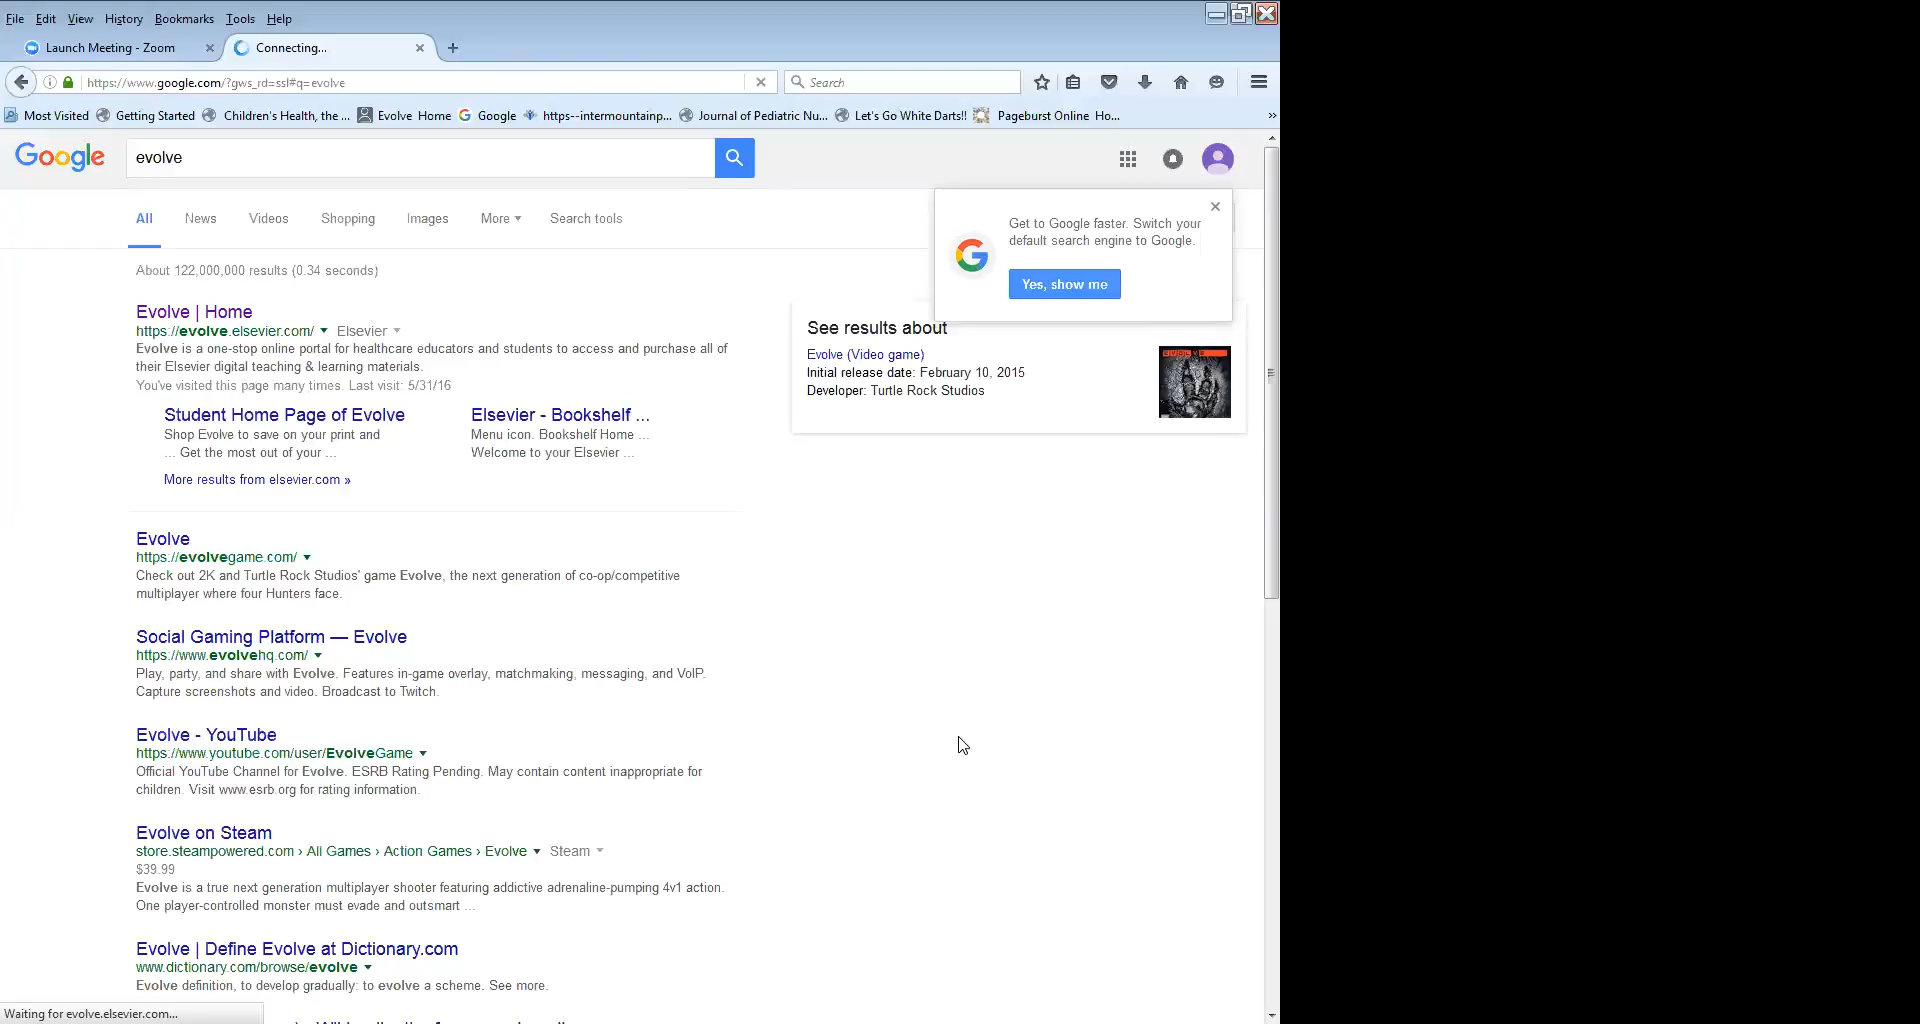 File Edit View History Bookmarks Tools Help
Launch Meeting - Zoom
Connecting...
https://www.google.com/?gws_rd=ssl#q=evolve
Search
Most Visited Getting Started Children's Health, the ... Evolve Home Google https--intermountainp... Journal of Pediatric Nu... Let's Go White Darts!! Pageburst Online Ho...
Google
evolve
All News Videos Shopping Images More Search tools
Get to Google faster. Switch your
default search engine to Google.
Yes, show me
About 122,000,000 results (0.34 seconds)
Evolve | Home
https://evolve.elsevier.com/ Elsevier
Evolve is a one-stop online portal for healthcare educators and students to access and purchase all of
their Elsevier digital teaching & learning materials.
You've visited this page many times. Last visit: 5/31/16
Student Home Page of Evolve
Shop Evolve to save on your print and
... Get the most out of your ...
Elsevier - Bookshelf ...
Menu icon. Bookshelf Home ...
Welcome to your Elsevier ...
More results from elsevier.com »
See results about
Evolve (Video game)
Initial release date: February 10, 2015
Developer: Turtle Rock Studios
Evolve
https://evolvegame.com/
Check out 2K and Turtle Rock Studios' game Evolve, the next generation of co-op/competitive
multiplayer where four Hunters face.
Social Gaming Platform — Evolve
https://www.evolvehq.com/
Play, party, and share with Evolve. Features in-game overlay, matchmaking, messaging, and VoIP.
Capture screenshots and video. Broadcast to Twitch.
Evolve - YouTube
https://www.youtube.com/user/EvolveGame
Official YouTube Channel for Evolve. ESRB Rating Pending. May contain content inappropriate for
children. Visit www.esrb.org for rating information.
Evolve on Steam
store.steampowered.com › All Games › Action Games › Evolve Steam
$39.99
Evolve is a true next generation multiplayer shooter featuring addictive adrenaline-pumping 4v1 action.
One player-controlled monster must evade and outsmart ...
Evolve | Define Evolve at Dictionary.com
www.dictionary.com/browse/evolve
Evolve definition, to develop gradually: to evolve a scheme. See more.
Waiting for evolve.elsevier.com...